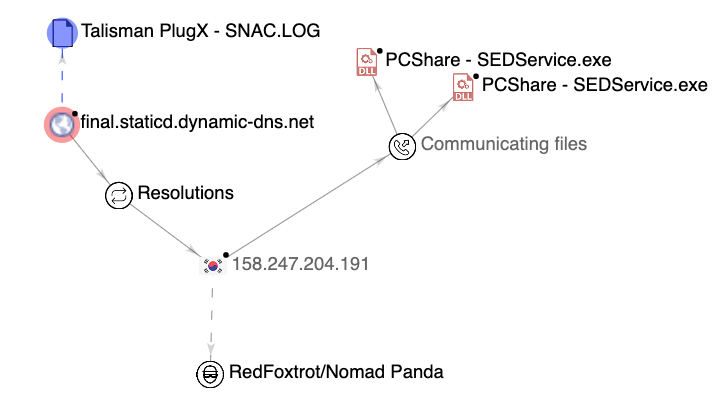 Talisman PlugX - SNAC.LOG
PCShare - SEDService.exe
DLL
PCShare - SEDService.exe
DLL
final.staticd.dynamic-dns.net
Communicating files
Resolutions
158.247.204.191
RedFoxtrot/Nomad Panda